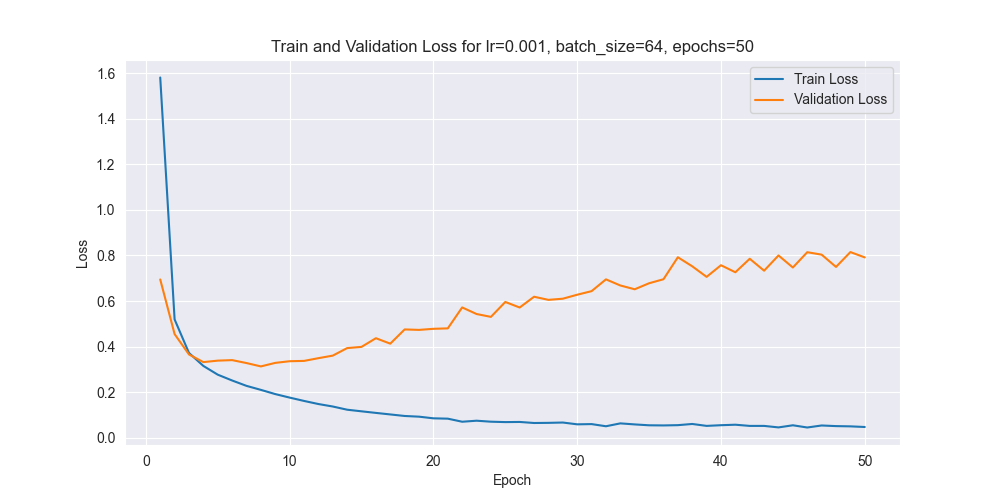 Train and Validation Loss for lr=0.001, batch_size=64, epochs=50
Train Loss
Validation Loss
1.6
1.4
1.2
1.0
0.8
0.6
0.4
0.2
0.0
Loss
0 10 20 30 40 50
Epoch